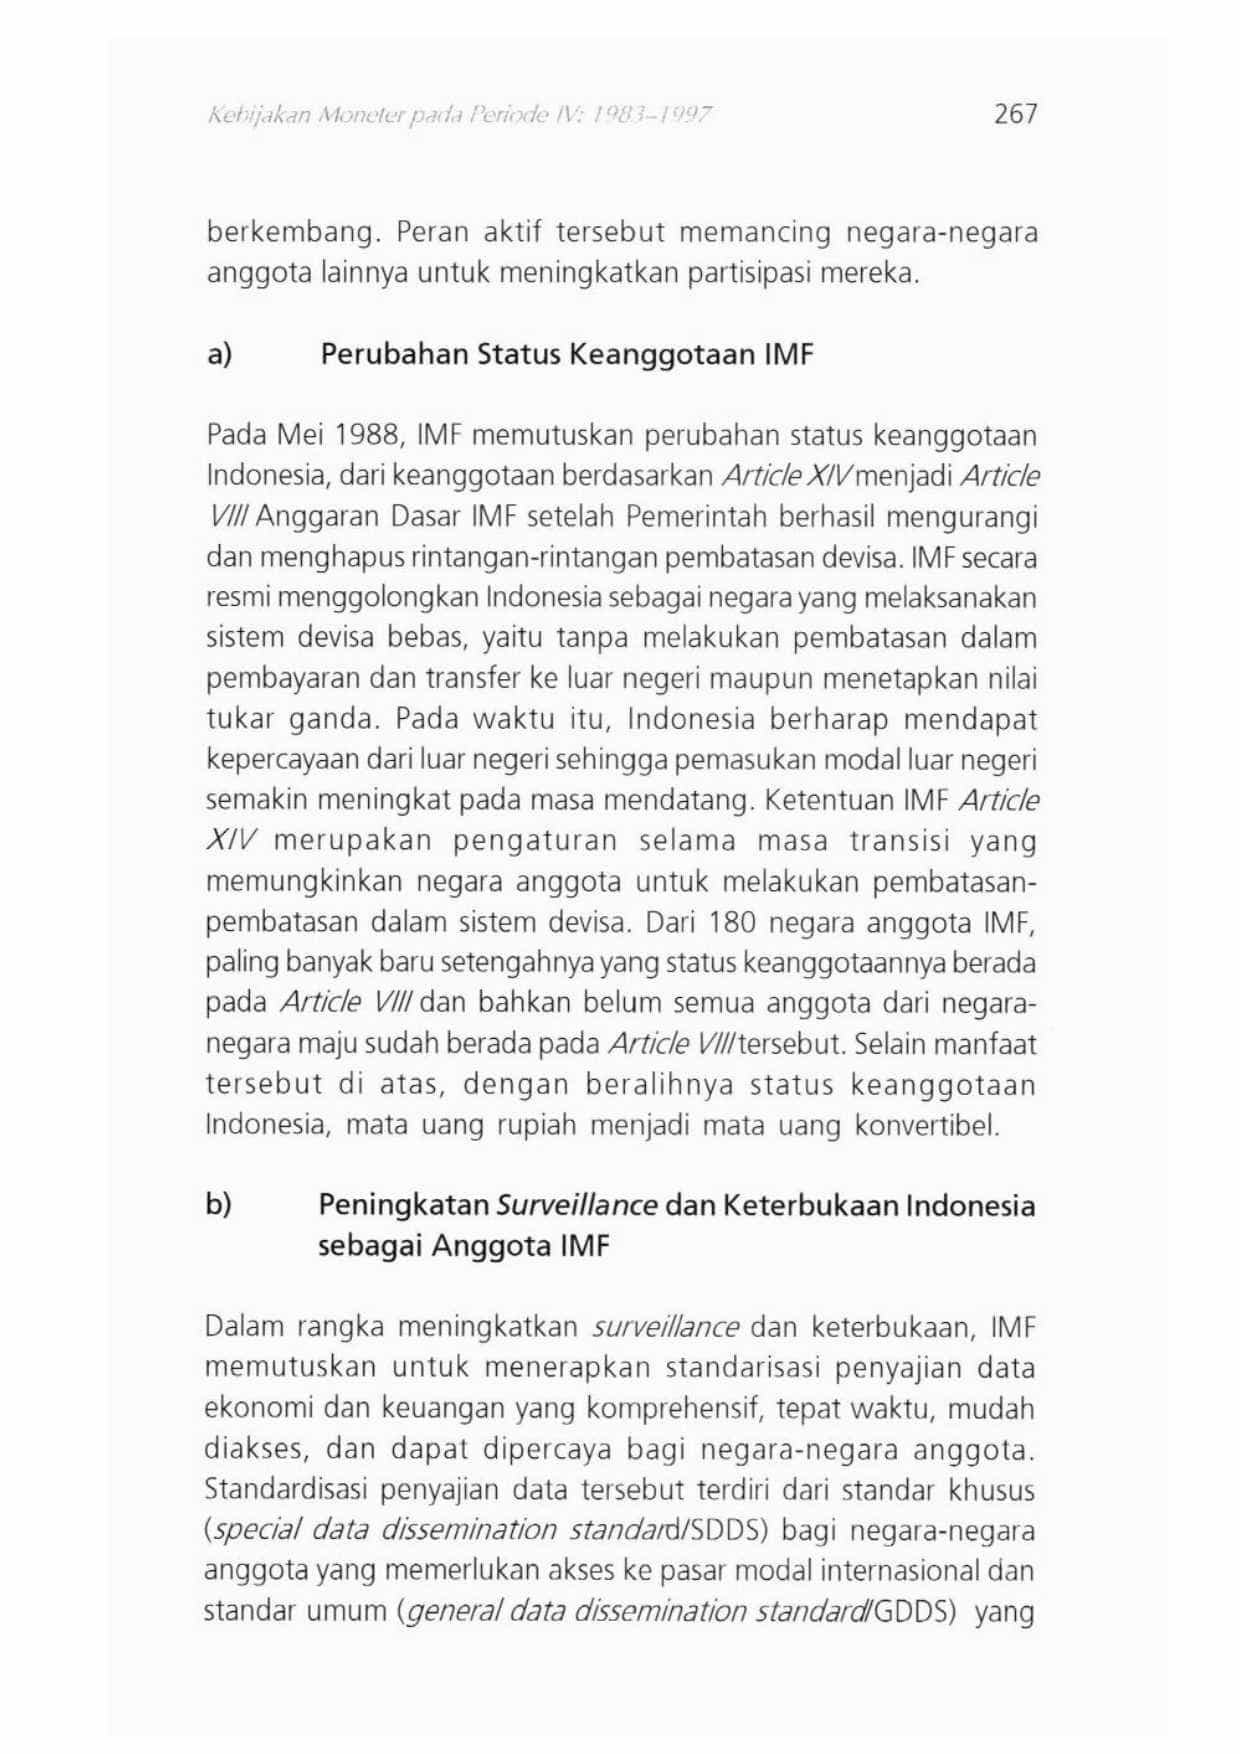 Kebijakan Moneter pada Periode IV: 1983–1997 267
berkembang. Peran aktif tersebut memancing negara-negara
anggota lainnya untuk meningkatkan partisipasi mereka.
a) Perubahan Status Keanggotaan IMF
Pada Mei 1988, IMF memutuskan perubahan status keanggotaan
Indonesia, dari keanggotaan berdasarkan Article XIV menjadi Article
VIII Anggaran Dasar IMF setelah Pemerintah berhasil mengurangi
dan menghapus rintangan-rintangan pembatasan devisa. IMF secara
resmi menggolongkan Indonesia sebagai negara yang melaksanakan
sistem devisa bebas, yaitu tanpa melakukan pembatasan dalam
pembayaran dan transfer ke luar negeri maupun menetapkan nilai
tukar ganda. Pada waktu itu, Indonesia berharap mendapat
kepercayaan dari luar negeri sehingga pemasukan modal luar negeri
semakin meningkat pada masa mendatang. Ketentuan IMF Article
XIV merupakan pengaturan selama masa transisi yang
memungkinkan negara anggota untuk melakukan pembatasan-
pembatasan dalam sistem devisa. Dari 180 negara anggota IMF,
paling banyak baru setengahnya yang status keanggotaannya berada
pada Article VIII dan bahkan belum semua anggota dari negara-
negara maju sudah berada pada Article VIII tersebut. Selain manfaat
tersebut di atas, dengan beralihnya status keanggotaan
Indonesia, mata uang rupiah menjadi mata uang konvertibel.
b) Peningkatan Surveillance dan Keterbukaan Indonesia
sebagai Anggota IMF
Dalam rangka meningkatkan surveillance dan keterbukaan, IMF
memutuskan untuk menerapkan standarisasi penyajian data
ekonomi dan keuangan yang komprehensif, tepat waktu, mudah
diakses, dan dapat dipercaya bagi negara-negara anggota.
Standardisasi penyajian data tersebut terdiri dari standar khusus
(special data dissemination standard/SDDS) bagi negara-negara
anggota yang memerlukan akses ke pasar modal internasional dan
standar umum (general data dissemination standard/GDDS) yang